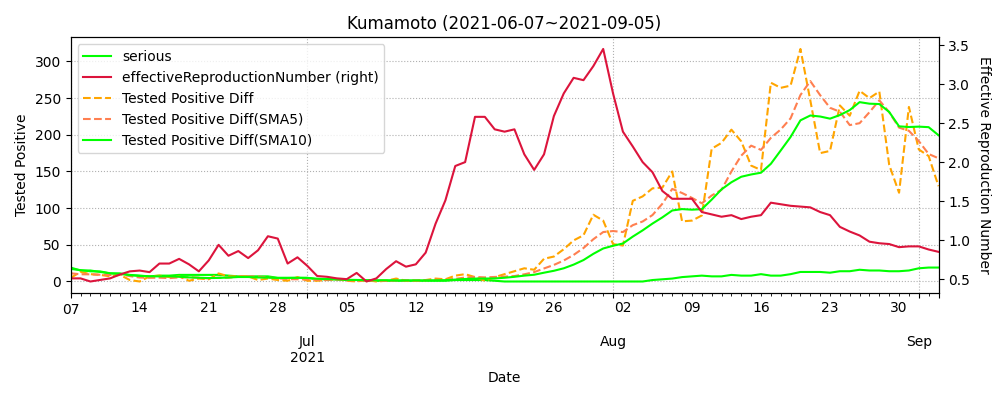 Kumamoto (2021-06-07~2021-09-05)
serious
effectiveReproductionNumber (right)
Tested Positive Diff
Tested Positive Diff(SMA5)
Tested Positive Diff(SMA10)
Tested Positive
300
250
200
150
100
50
0
3.5
3.0
2.5
2.0
1.5
1.0
0.5
Effective Reproduction Number
07 14 21 28 05 12 19 26 02 09 16 23 30
Jul Aug Sep
2021
Date